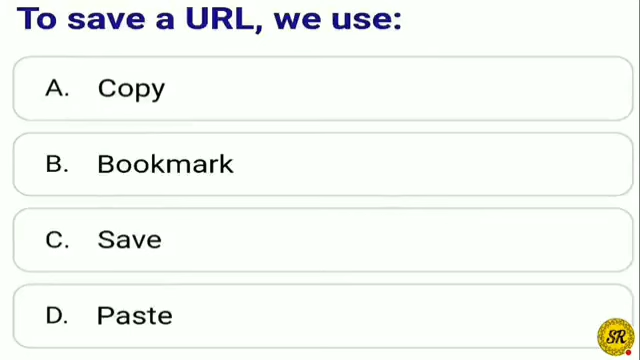 To save a URL, we use:
A. Copy
B. Bookmark
C. Save
D. Paste
SR